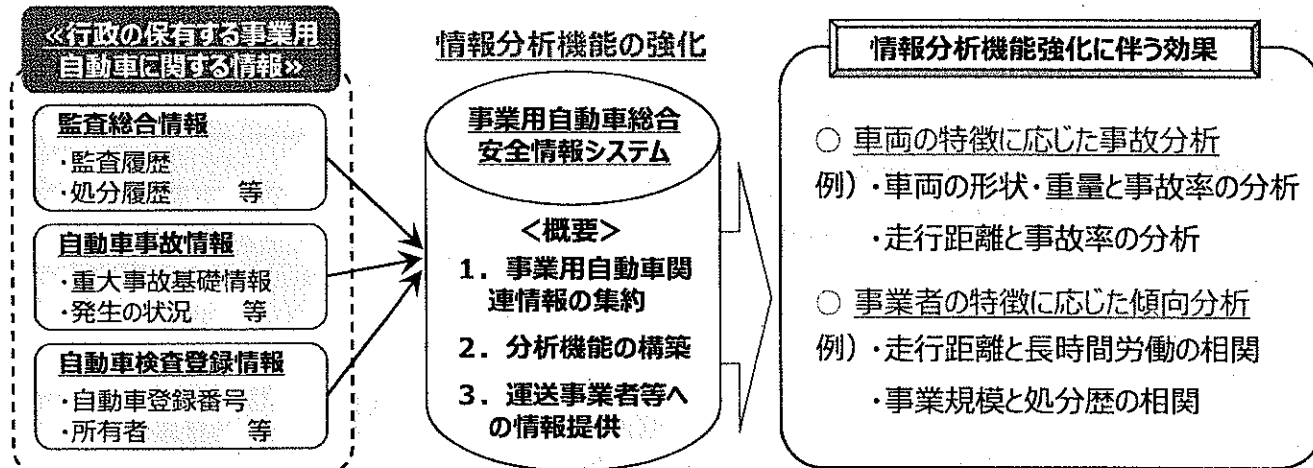 ≪行政の保有する事業用
自動車に関する情報≫
監査総合情報
・監査履歴
・処分履歴　等
自動車事故情報
・重大事故基礎情報
・発生の状況　等
自動車検査登録情報
・自動車登録番号
・所有者　等
情報分析機能の強化
事業用自動車総合
安全情報システム
＜概要＞
１．事業用自動車関
連情報の集約
２．分析機能の構築
３．運送事業者等へ
の情報提供
情報分析機能強化に伴う効果
○ 車両の特徴に応じた事故分析
例）・車両の形状・重量と事故率の分析
・走行距離と事故率の分析
○ 事業者の特徴に応じた傾向分析
例）・走行距離と長時間労働の相関
・事業規模と処分歴の相関